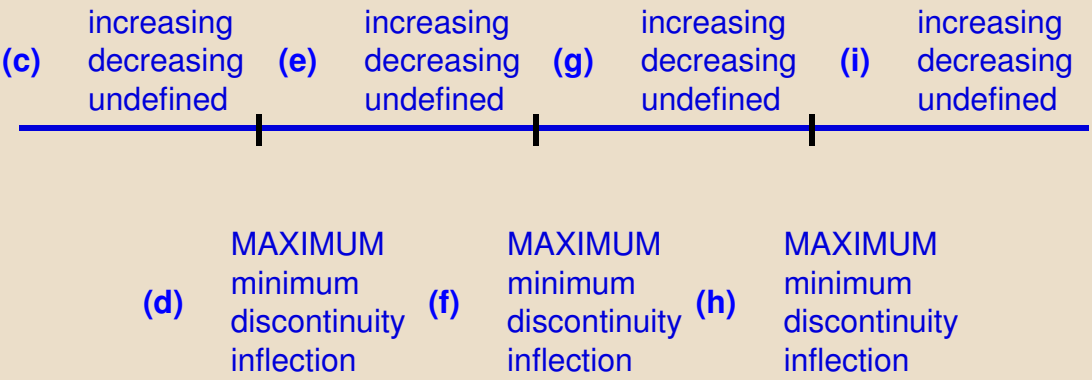 increasing increasing increasing increasing
(c) decreasing (e) decreasing (g) decreasing (i) decreasing
undefined undefined undefined undefined
MAXIMUM MAXIMUM MAXIMUM
minimum minimum minimum
(d) (f) (h)
discontinuity discontinuity discontinuity
inflection inflection inflection